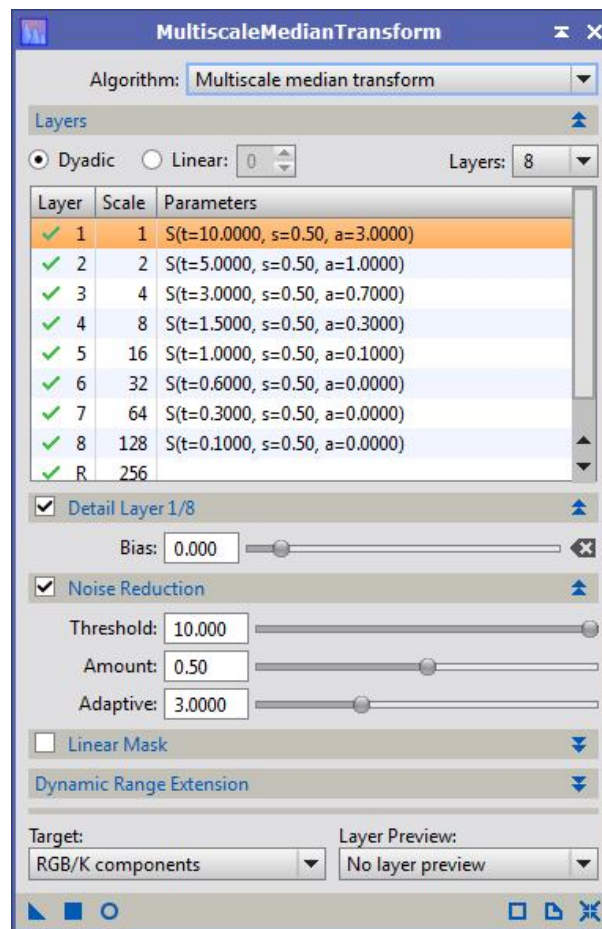 MultiscaleMedianTransform
Algorithm: Multiscale median transform
Layers
Dyadic Linear: 0 Layers: 8
Layer Scale Parameters
1 1 S(t=10.0000, s=0.50, a=3.0000)
2 2 S(t=5.0000, s=0.50, a=1.0000)
3 4 S(t=3.0000, s=0.50, a=0.7000)
4 8 S(t=1.5000, s=0.50, a=0.3000)
5 16 S(t=1.0000, s=0.50, a=0.1000)
6 32 S(t=0.6000, s=0.50, a=0.0000)
7 64 S(t=0.3000, s=0.50, a=0.0000)
8 128 S(t=0.1000, s=0.50, a=0.0000)
R 256
Detail Layer 1/8
Bias: 0.000
Noise Reduction
Threshold: 10.000
Amount: 0.50
Adaptive: 3.0000
Linear Mask
Dynamic Range Extension
Target: Layer Preview:
RGB/K components No layer preview